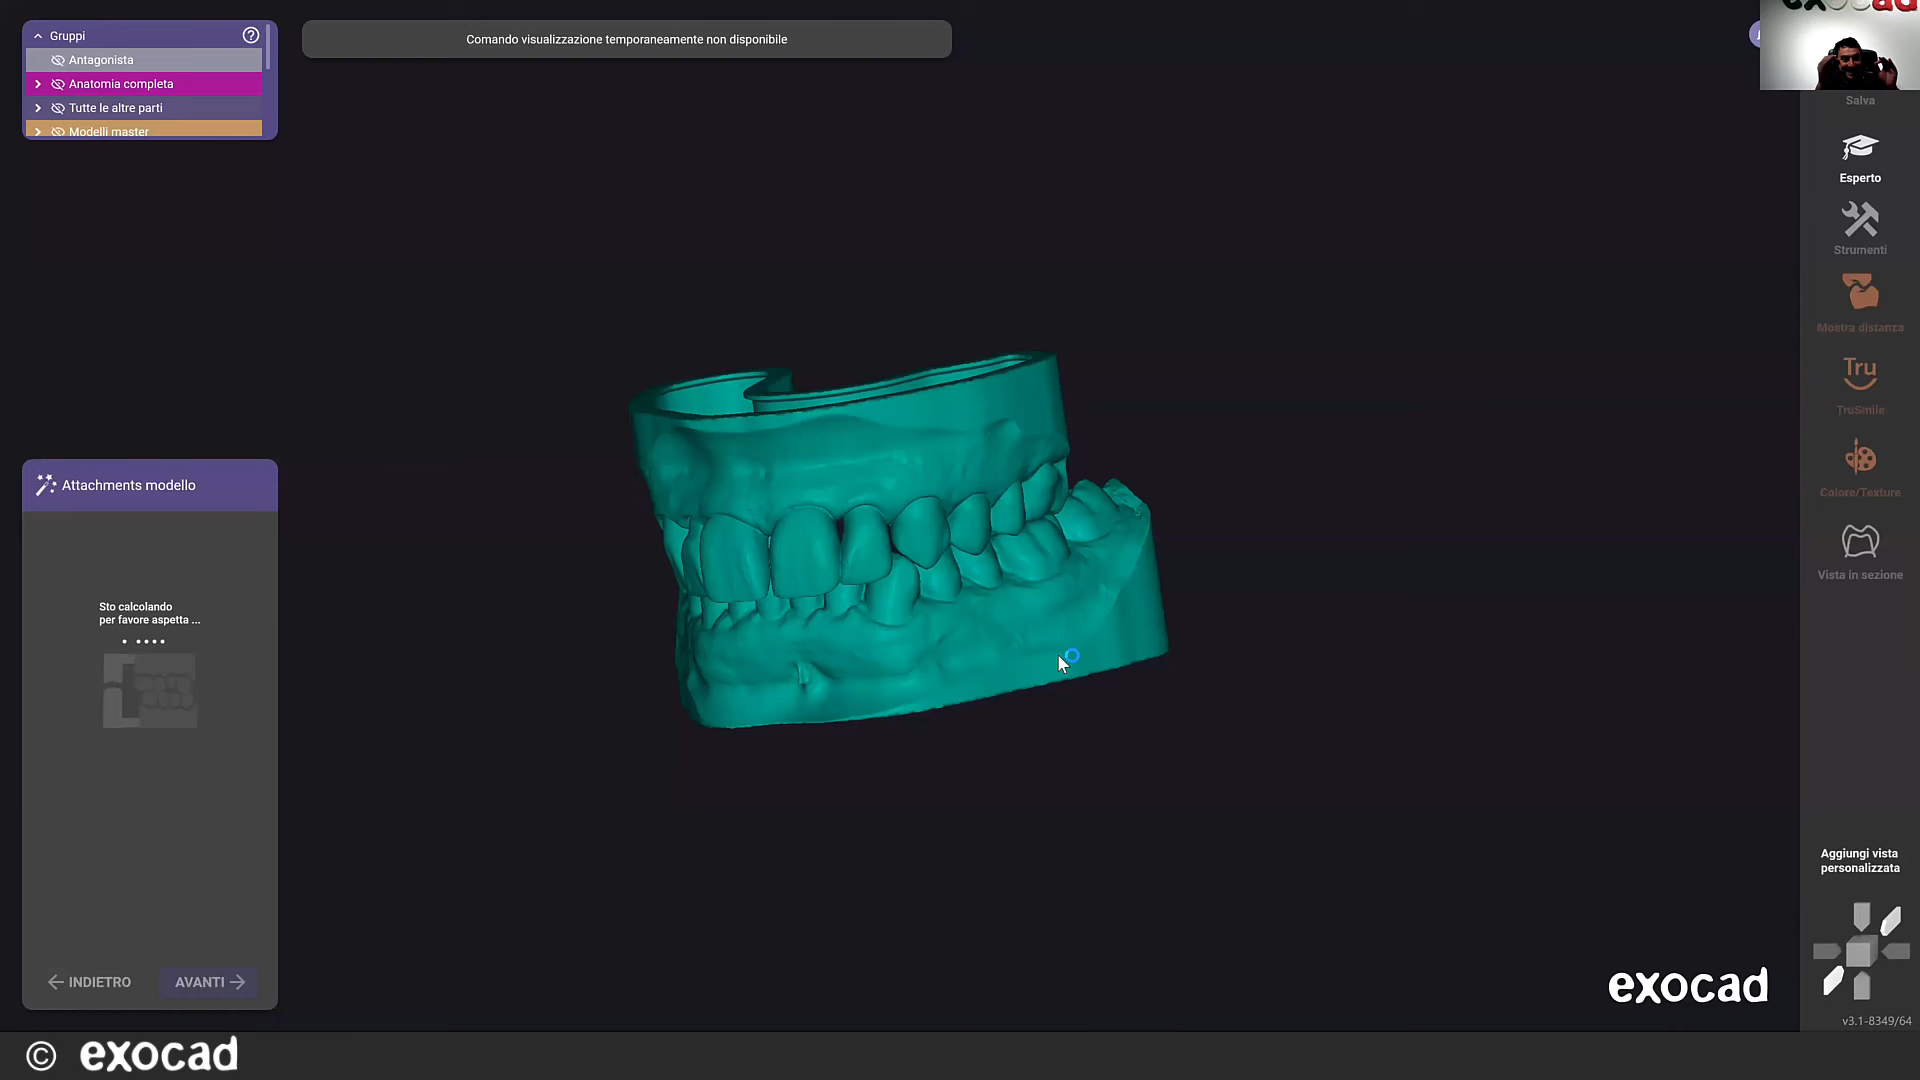 Gruppi
Antagonista
Anatomia completa
Tutte le altre parti
Modelli master
Comando visualizzazione temporaneamente non disponibile
exocad
Salva
Esperto
Strumenti
Mostra distanza
Tru
TruSmile
Colore/Texture
Vista in sezione
Attachments modello
Sto calcolando
per favore aspetta ...
INDIETRO
AVANTI
Aggiungi vista
personalizzata
exocad
v3.1-8349/64
© exocad